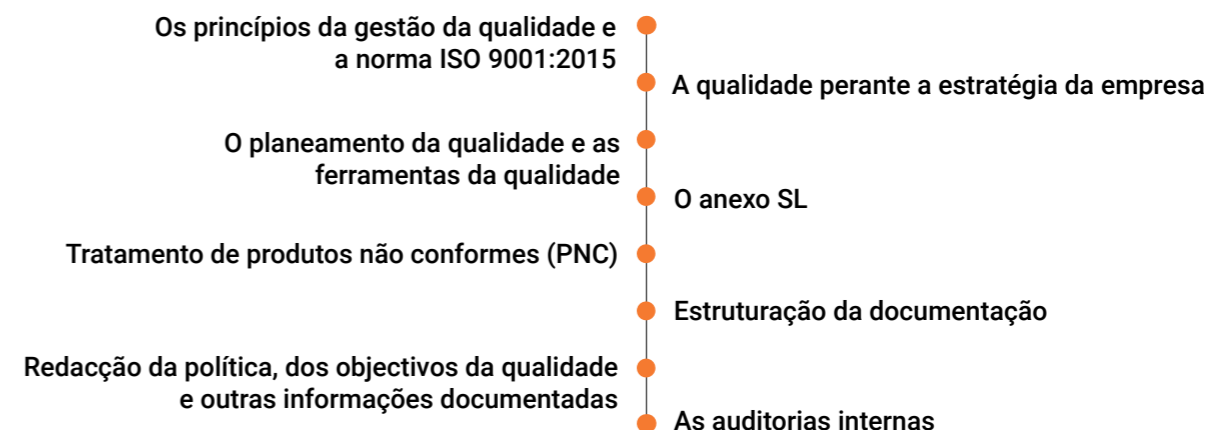 Os princípios da gestão da qualidade e
a norma ISO 9001:2015
A qualidade perante a estratégia da empresa
O planeamento da qualidade e as
ferramentas da qualidade
O anexo SL
Tratamento de produtos não conformes (PNC)
Estruturação da documentação
Redacção da política, dos objectivos da qualidade
e outras informações documentadas
As auditorias internas